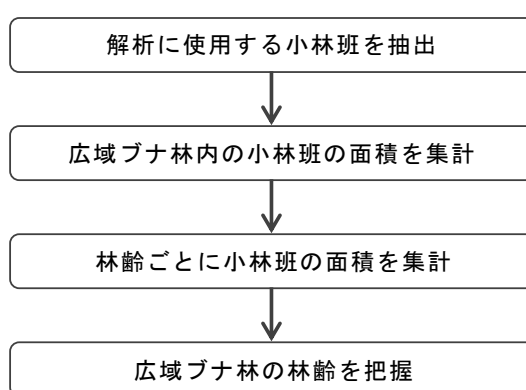 解析に使用する小林班を抽出
広域ブナ林内の小林班の面積を集計
林齢ごとに小林班の面積を集計
広域ブナ林の林齢を把握